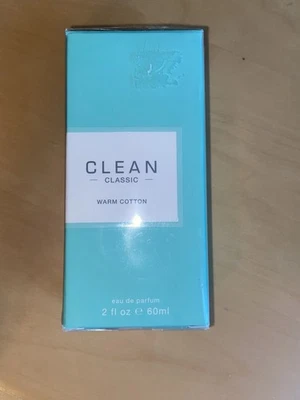 CLEAN
— CLASSIC —
WARM COTTON
eau de parfum
2 fl oz ℮ 60ml